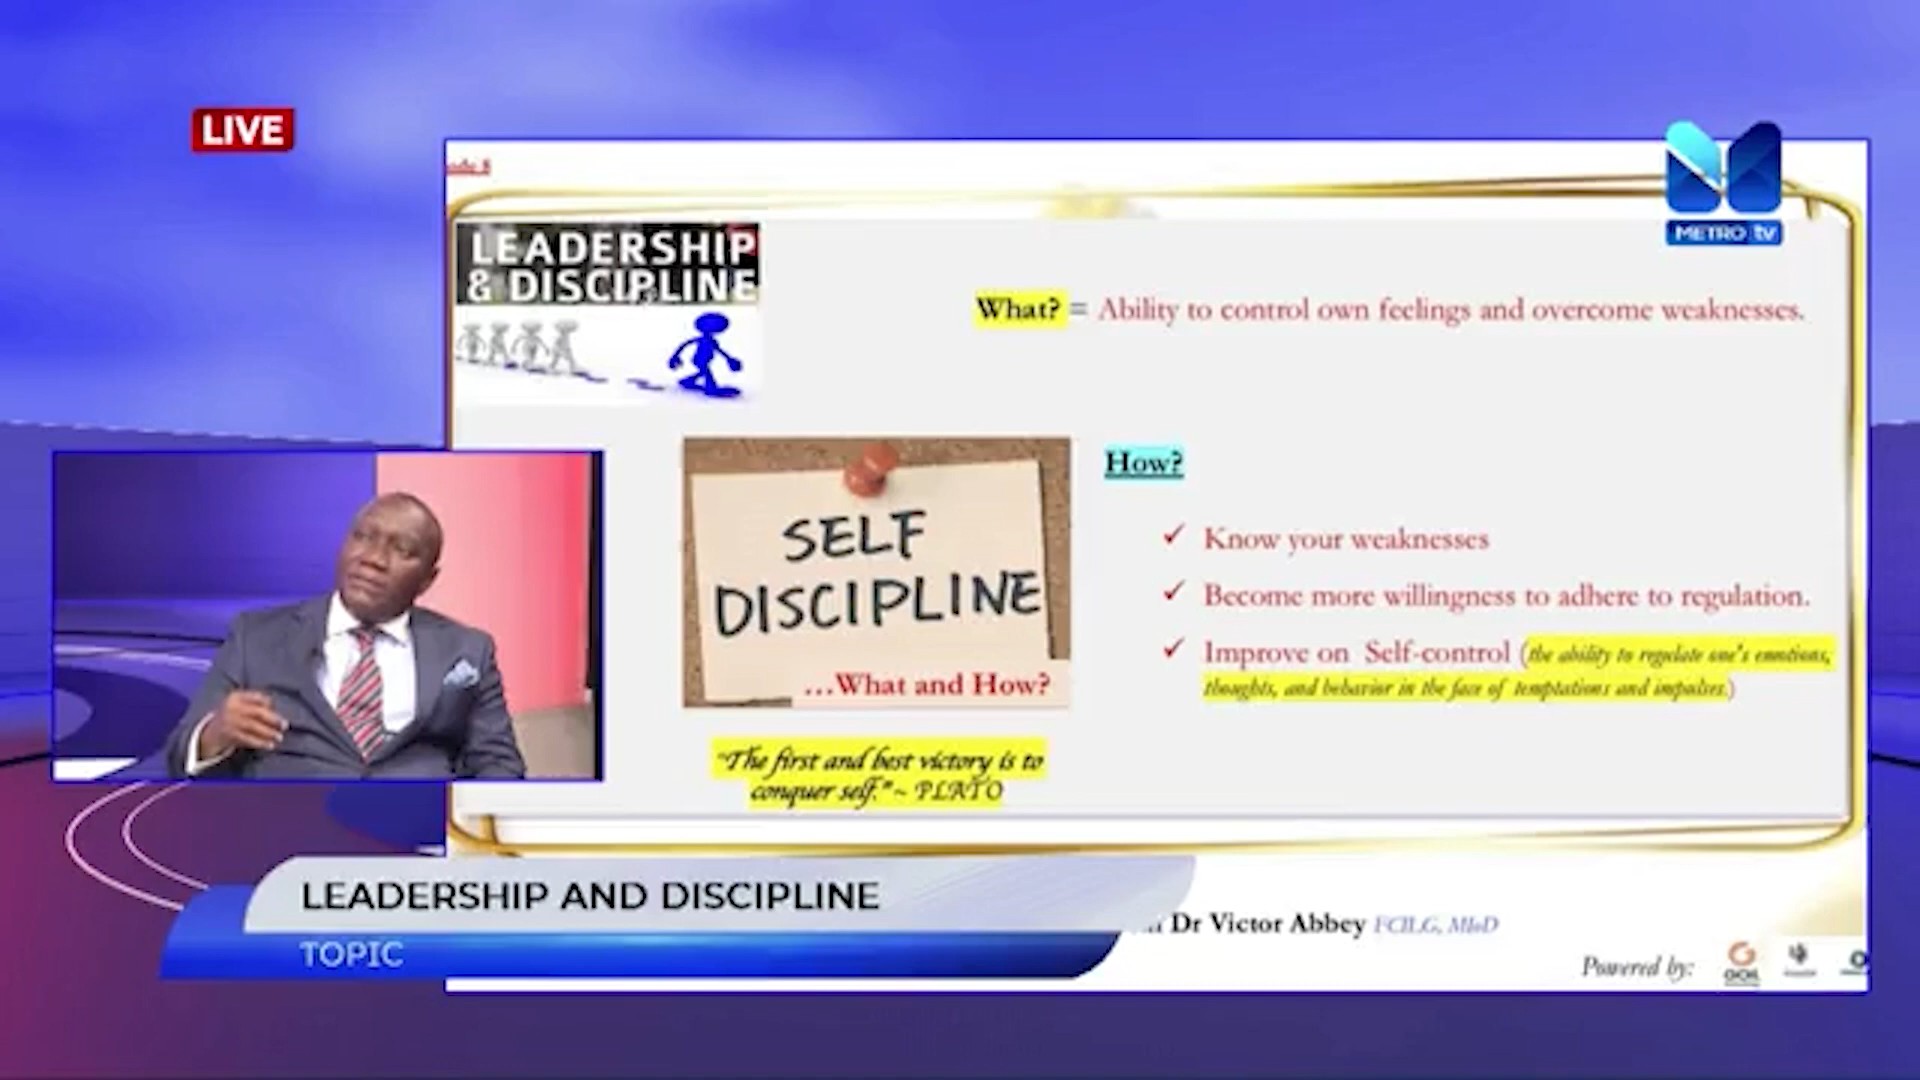 LIVE
METRO tv
LEADERSHIP
& DISCIPLINE
What? = Ability to control own feelings and overcome weaknesses.
SELF
DISCIPLINE
...What and How?
"The first and best victory is to
conquer self." ~ PLATO
How?
✓ Know your weaknesses
✓ Become more willingness to adhere to regulation.
✓ Improve on Self-control (the ability to regulate one's emotions,
thoughts, and behavior in the face of temptations and impulses.)
LEADERSHIP AND DISCIPLINE
TOPIC
Dr Victor Abbey FCILG, MIoD
Powered by:
GOIL